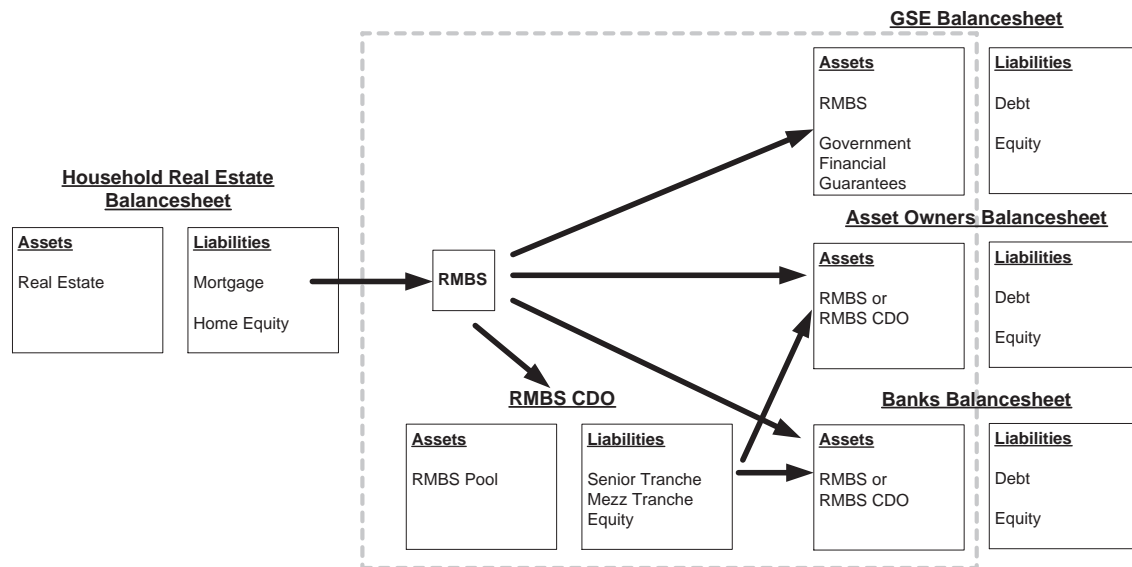 GSE Balancesheet
Assets
RMBS
Government
Financial
Guarantees
Liabilities
Debt
Equity
Household Real Estate
Balancesheet
Assets
Real Estate
Liabilities
Mortgage
Home Equity
RMBS
Asset Owners Balancesheet
Assets
RMBS or
RMBS CDO
Liabilities
Debt
Equity
RMBS CDO
Assets
RMBS Pool
Liabilities
Senior Tranche
Mezz Tranche
Equity
Banks Balancesheet
Assets
RMBS or
RMBS CDO
Liabilities
Debt
Equity